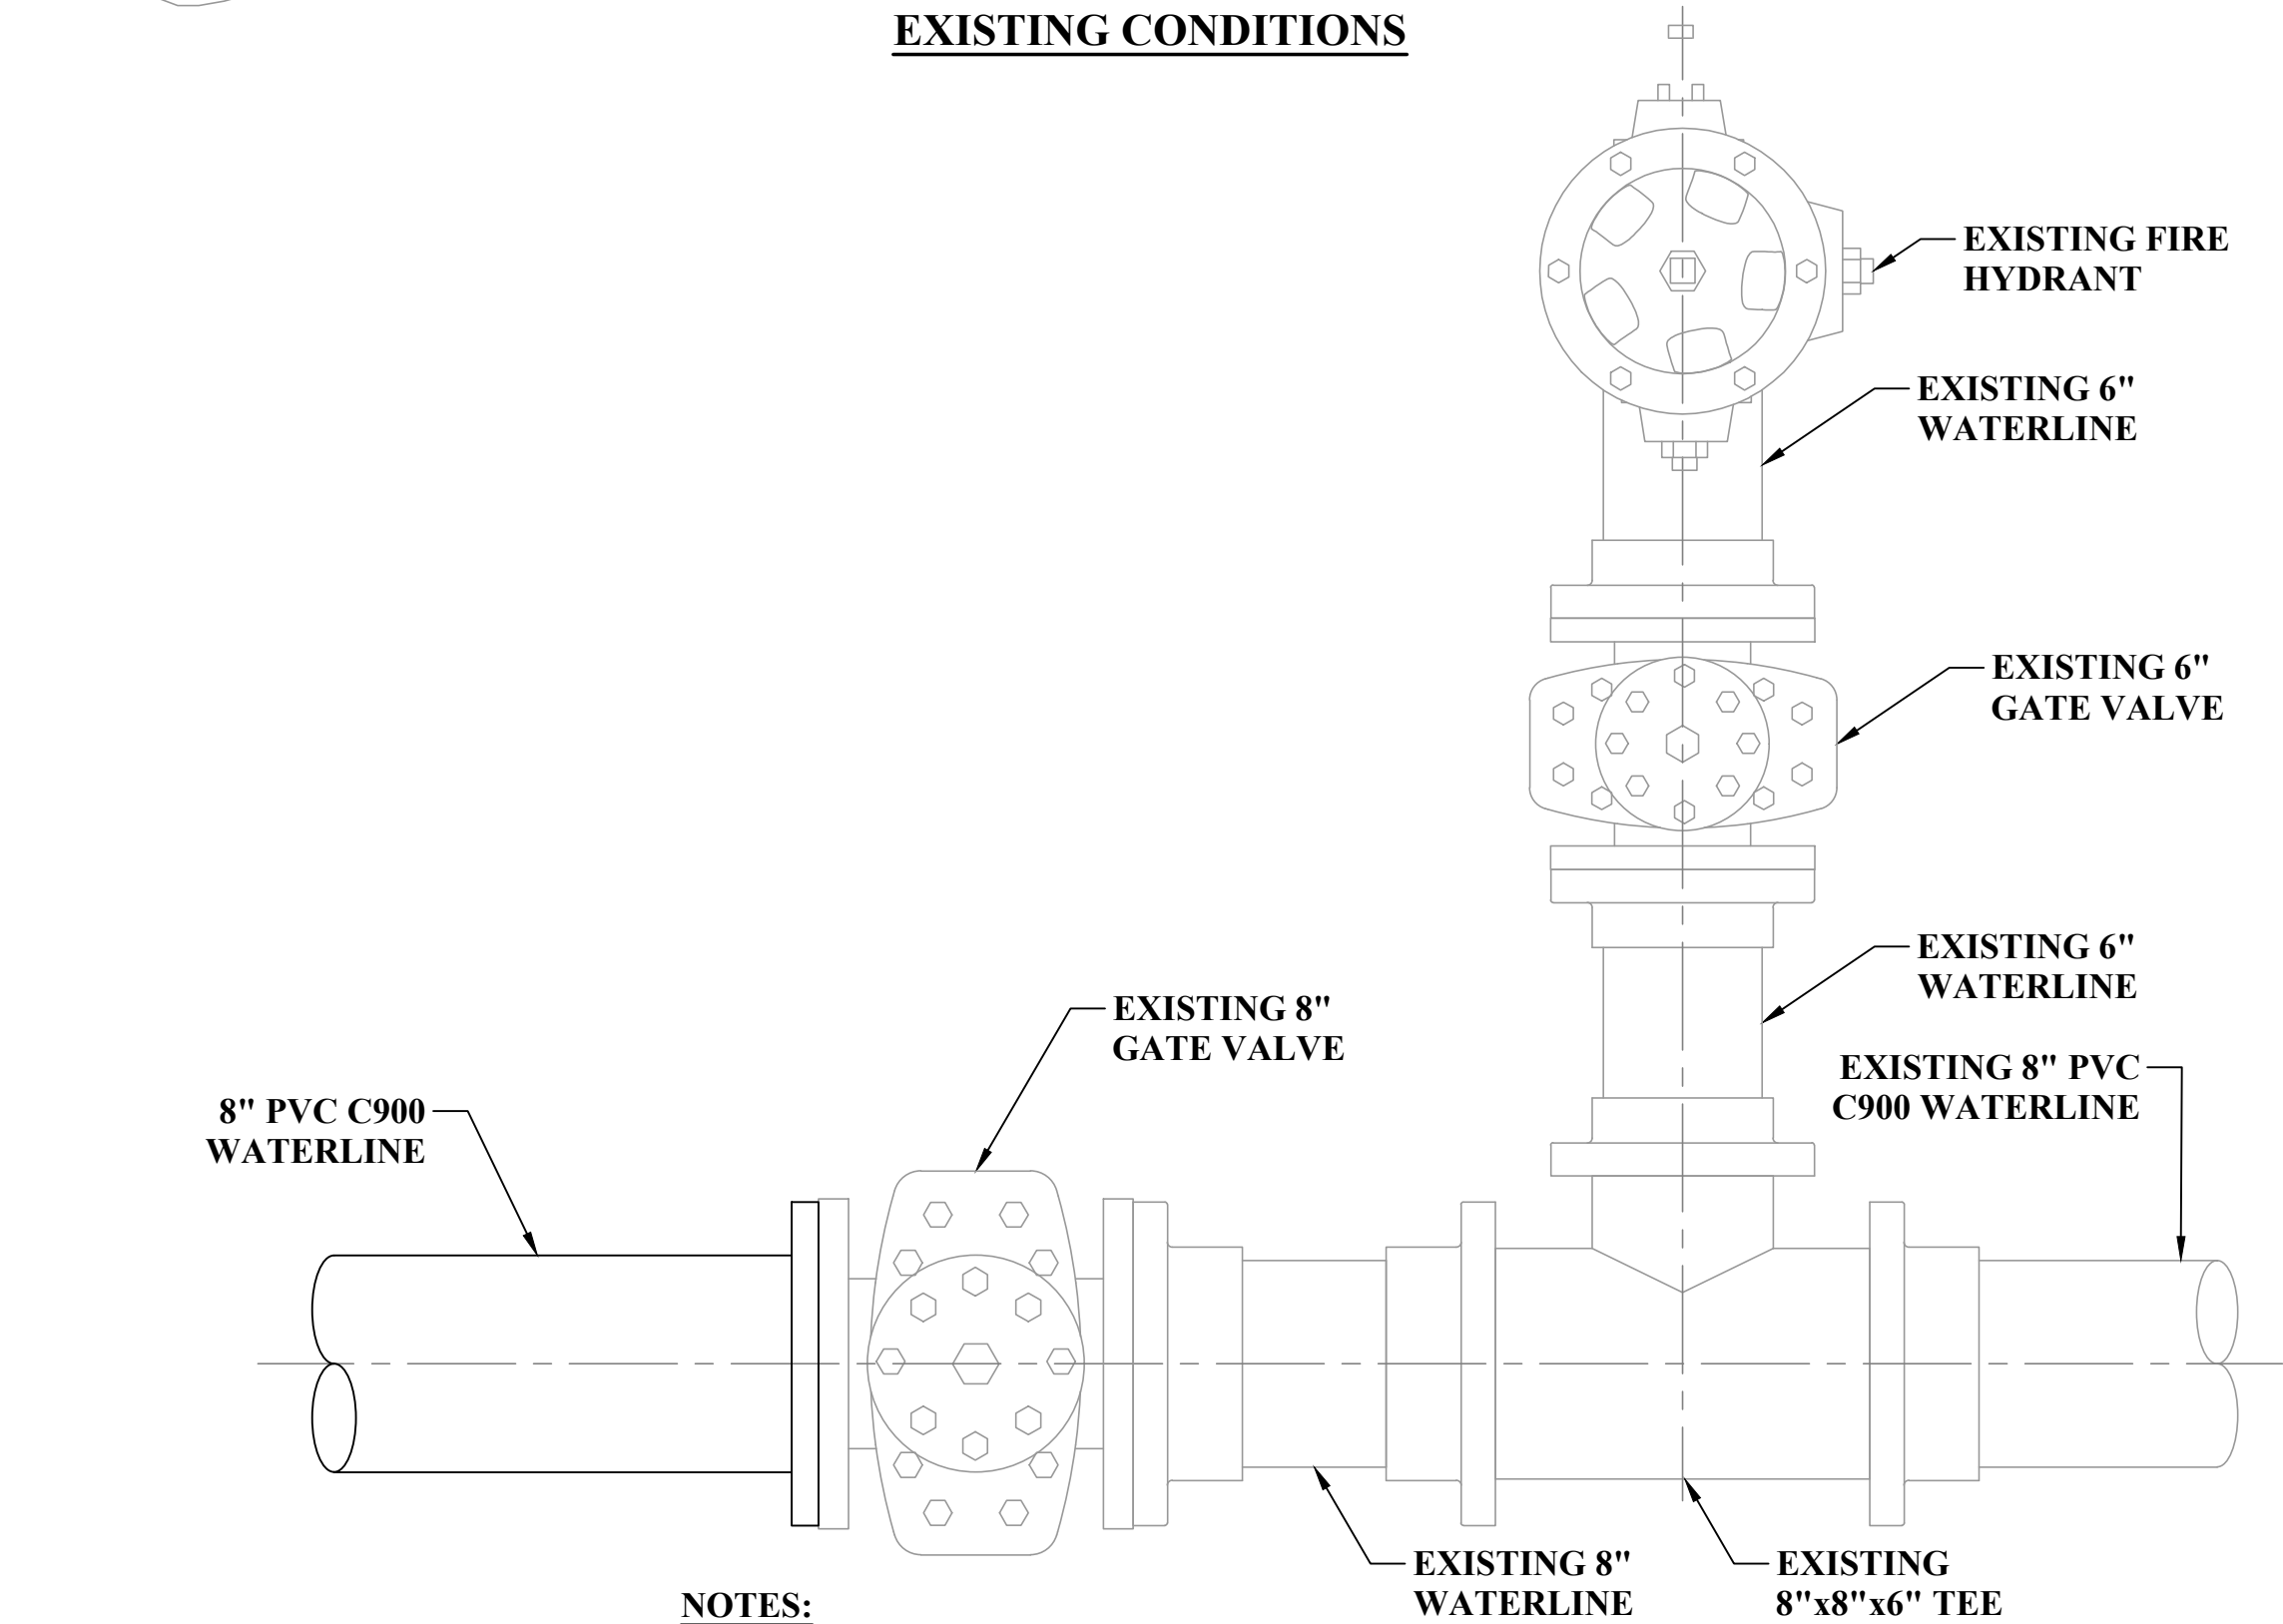 EXISTING CONDITIONS
EXISTING FIRE
HYDRANT
EXISTING 6"
WATERLINE
EXISTING 6"
GATE VALVE
EXISTING 6"
WATERLINE
EXISTING 8"
GATE VALVE
EXISTING 8" PVC
C900 WATERLINE
8" PVC C900
WATERLINE
EXISTING 8"
WATERLINE
EXISTING
8"x8"x6" TEE
NOTES: